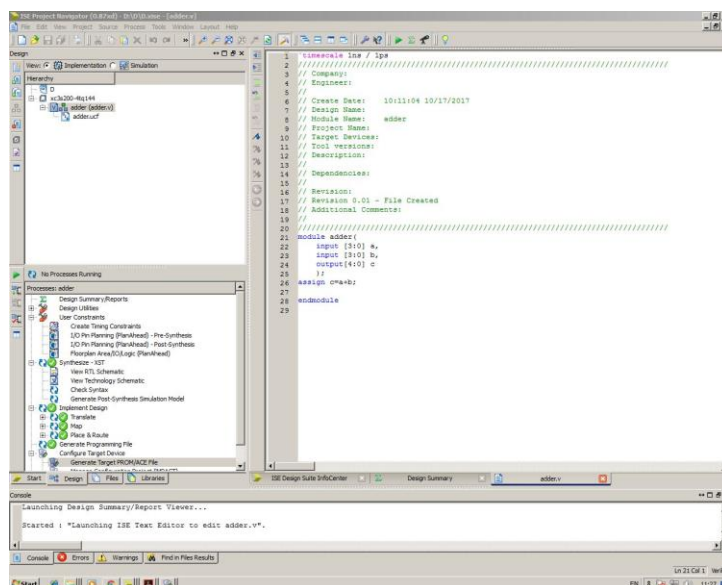 ISE Project Navigator (O.87xd) - D:\D\D.xise - [adder.v]
File Edit View Project Source Process Tools Window Layout Help
Design
View: Implementation Simulation
Hierarchy
D
xc3s200-4tq144
adder (adder.v)
adder.ucf
No Processes Running
Processes: adder
Design Summary/Reports
Design Utilities
User Constraints
Create Timing Constraints
I/O Pin Planning (PlanAhead) - Pre-Synthesis
I/O Pin Planning (PlanAhead) - Post-Synthesis
Floorplan Area/IO/Logic (PlanAhead)
Synthesize - XST
View RTL Schematic
View Technology Schematic
Check Syntax
Generate Post-Synthesis Simulation Model
Implement Design
Translate
Map
Place & Route
Generate Programming File
Configure Target Device
Generate Target PROM/ACE File
Start Design Files Libraries
1 `timescale 1ns / 1ps
2 //////////////////////////////////////////////////////////////////////////////////
3 // Company:
4 // Engineer:
5 //
6 // Create Date: 10:11:04 10/17/2017
7 // Design Name:
8 // Module Name: adder
9 // Project Name:
10 // Target Devices:
11 // Tool versions:
12 // Description:
13 //
14 // Dependencies:
15 //
16 // Revision:
17 // Revision 0.01 - File Created
18 // Additional Comments:
19 //
20 //////////////////////////////////////////////////////////////////////////////////
21 module adder(
22 input [3:0] a,
23 input [3:0] b,
24 output[4:0] c
25 );
26 assign c=a+b;
27
28 endmodule
29
ISE Design Suite InfoCenter Design Summary adder.v
Console
Launching Design Summary/Report Viewer...
Started : "Launching ISE Text Editor to edit adder.v".
Console Errors Warnings Find in Files Results
Ln 21 Col 1
Start
EN